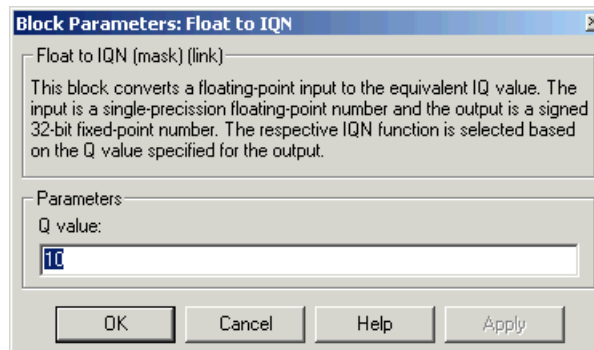 Block Parameters: Float to IQN
Float to IQN (mask) (link)
This block converts a floating-point input to the equivalent IQ value. The
input is a single-precission floating-point number and the output is a signed
32-bit fixed-point number. The respective IQN function is selected based
on the Q value specified for the output.
Parameters
Q value:
10
OK Cancel Help Apply